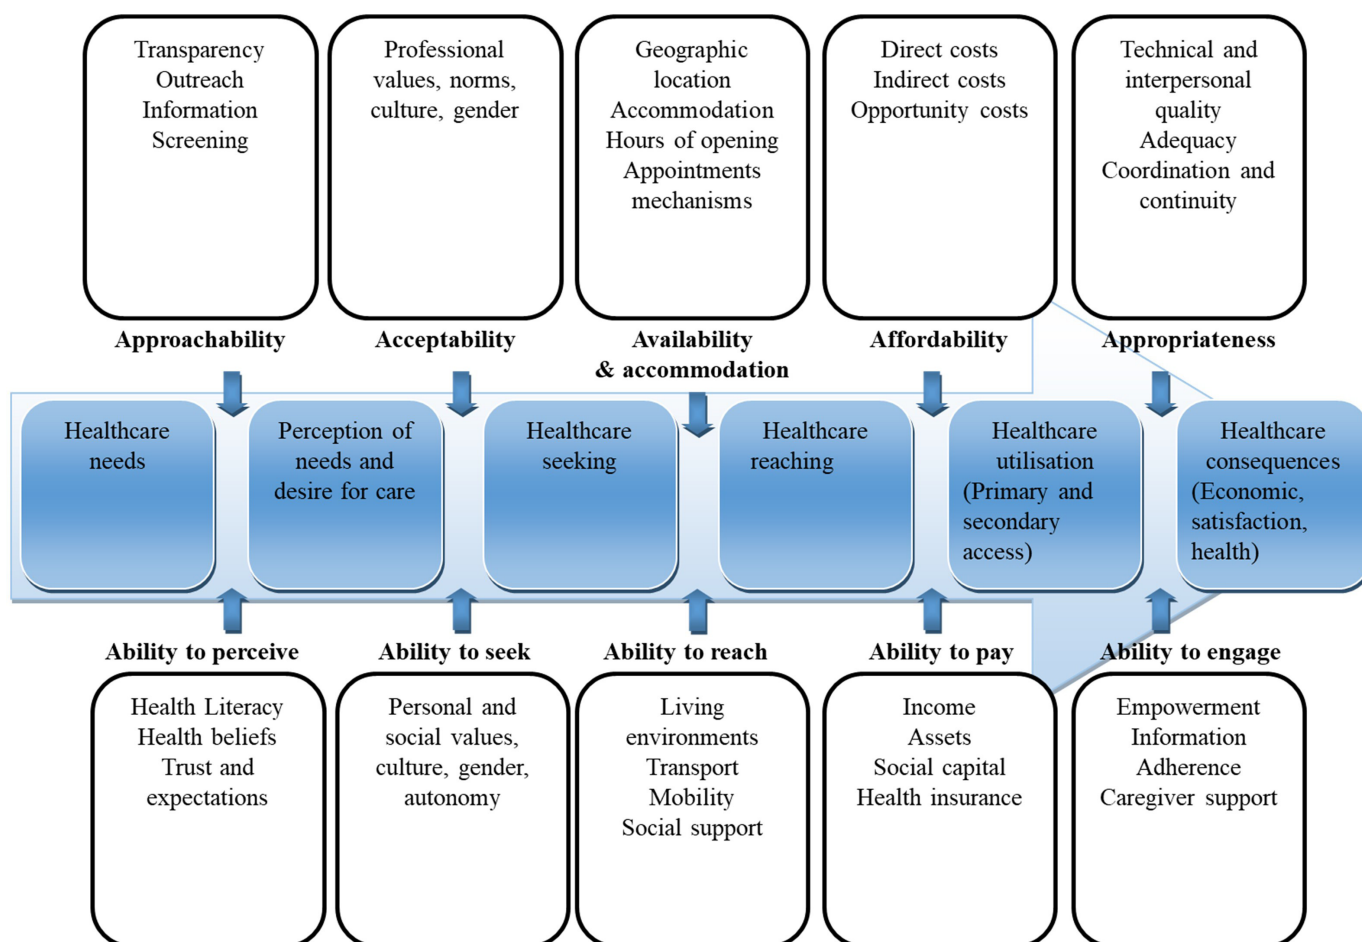 Transparency
Outreach
Information
Screening
Professional
values, norms,
culture, gender
Geographic
location
Accommodation
Hours of opening
Appointments
mechanisms
Direct costs
Indirect costs
Opportunity costs
Technical and
interpersonal
quality
Adequacy
Coordination and
continuity
Approachability
Acceptability
Availability
& accommodation
Affordability
Appropriateness
Healthcare
needs
Perception of
needs and
desire for care
Healthcare
seeking
Healthcare
reaching
Healthcare
utilisation
(Primary and
secondary
access)
Healthcare
consequences
(Economic,
satisfaction,
health)
Ability to perceive
Ability to seek
Ability to reach
Ability to pay
Ability to engage
Health Literacy
Health beliefs
Trust and
expectations
Personal and
social values,
culture, gender,
autonomy
Living
environments
Transport
Mobility
Social support
Income
Assets
Social capital
Health insurance
Empowerment
Information
Adherence
Caregiver support